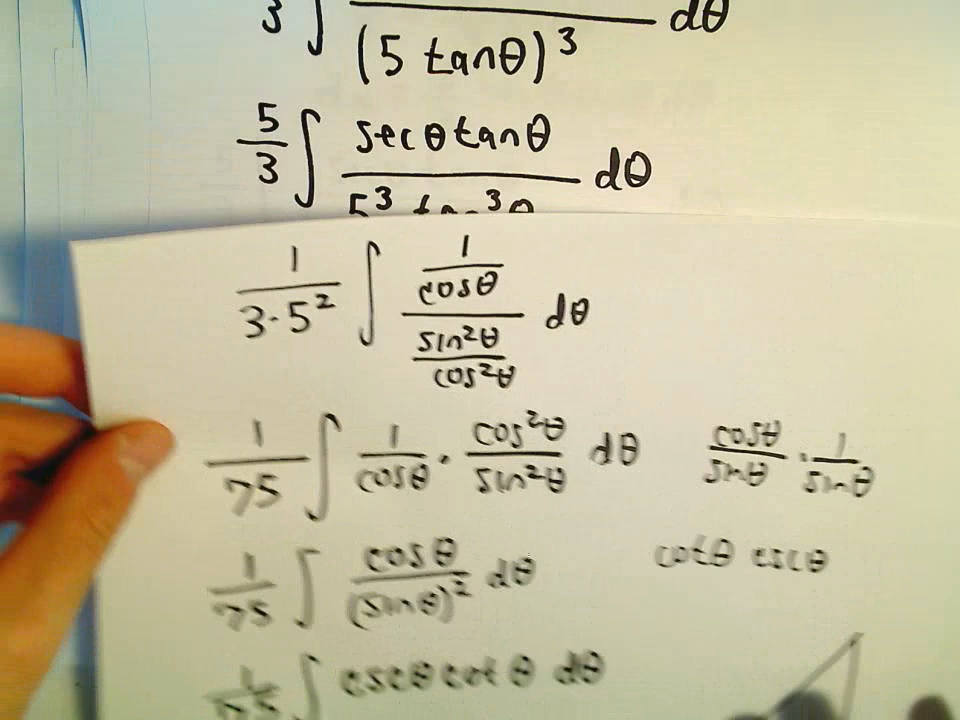 3 ∫ ――― dθ
(5 tanθ)³
5/3 ∫ secθ tanθ / 5³ tan³θ dθ
1/(3·5²) ∫ (1/cosθ) / (sin²θ/cos²θ) dθ
1/75 ∫ 1/cosθ · cos²θ/sin²θ dθ cosθ/sinθ · 1/sinθ
1/75 ∫ cosθ/(sinθ)² dθ cotθ cscθ
1/75 ∫ cscθ cotθ dθ